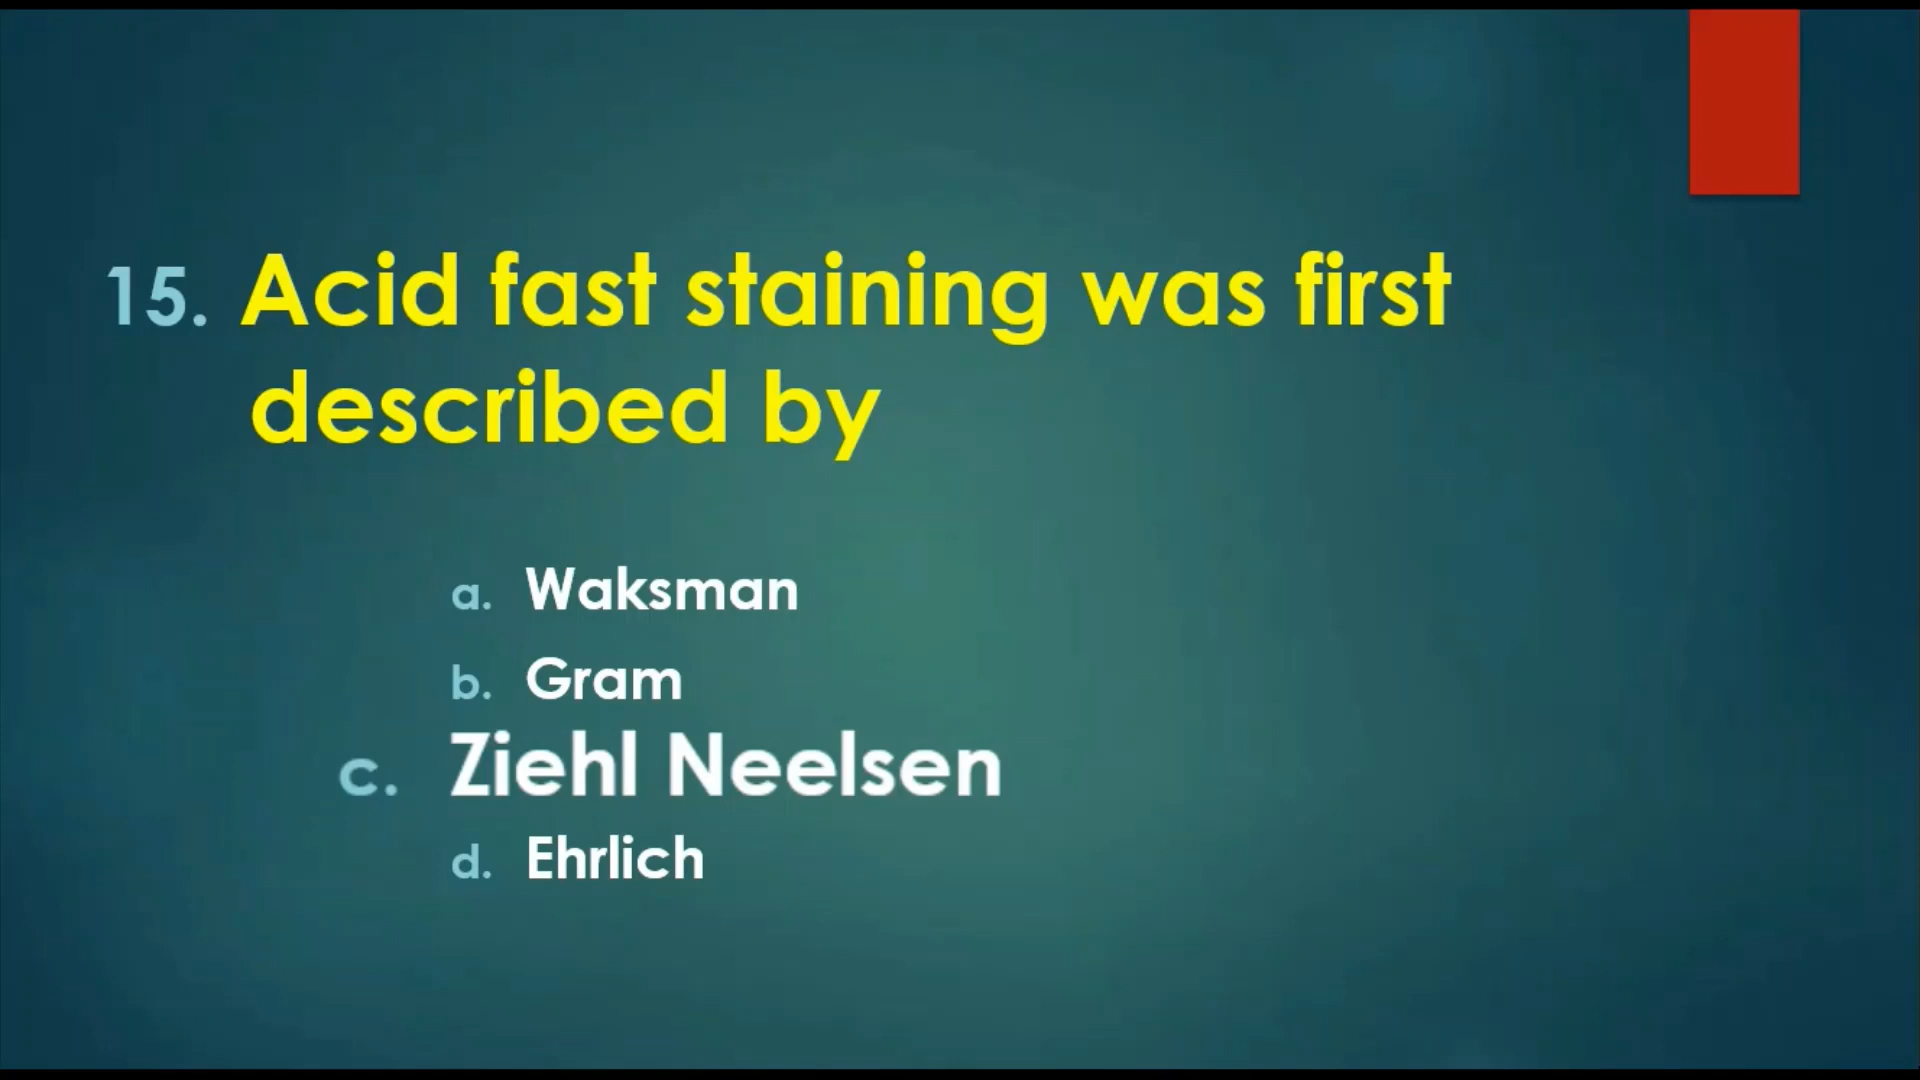 15. Acid fast staining was first
described by
a. Waksman
b. Gram
c. Ziehl Neelsen
d. Ehrlich